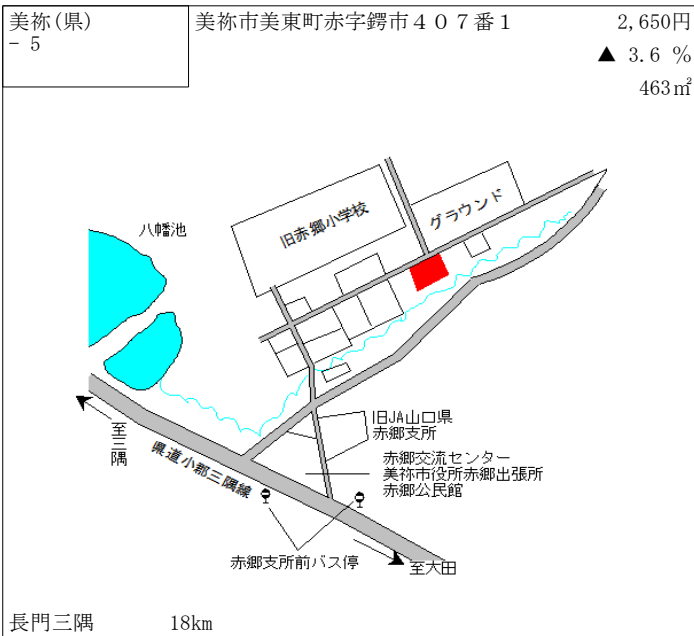 美祢(県)
- 5
美祢市美東町赤字鍔市４０７番1
2,650円
▲ 3.6 %
463㎡
八幡池
旧赤郷小学校
グラウンド
至三隅
県道小郡三隅線
旧JA山口県
赤郷支所
赤郷交流センター
美祢市役所赤郷出張所
赤郷公民館
赤郷支所前バス停
至大田
長門三隅 18km